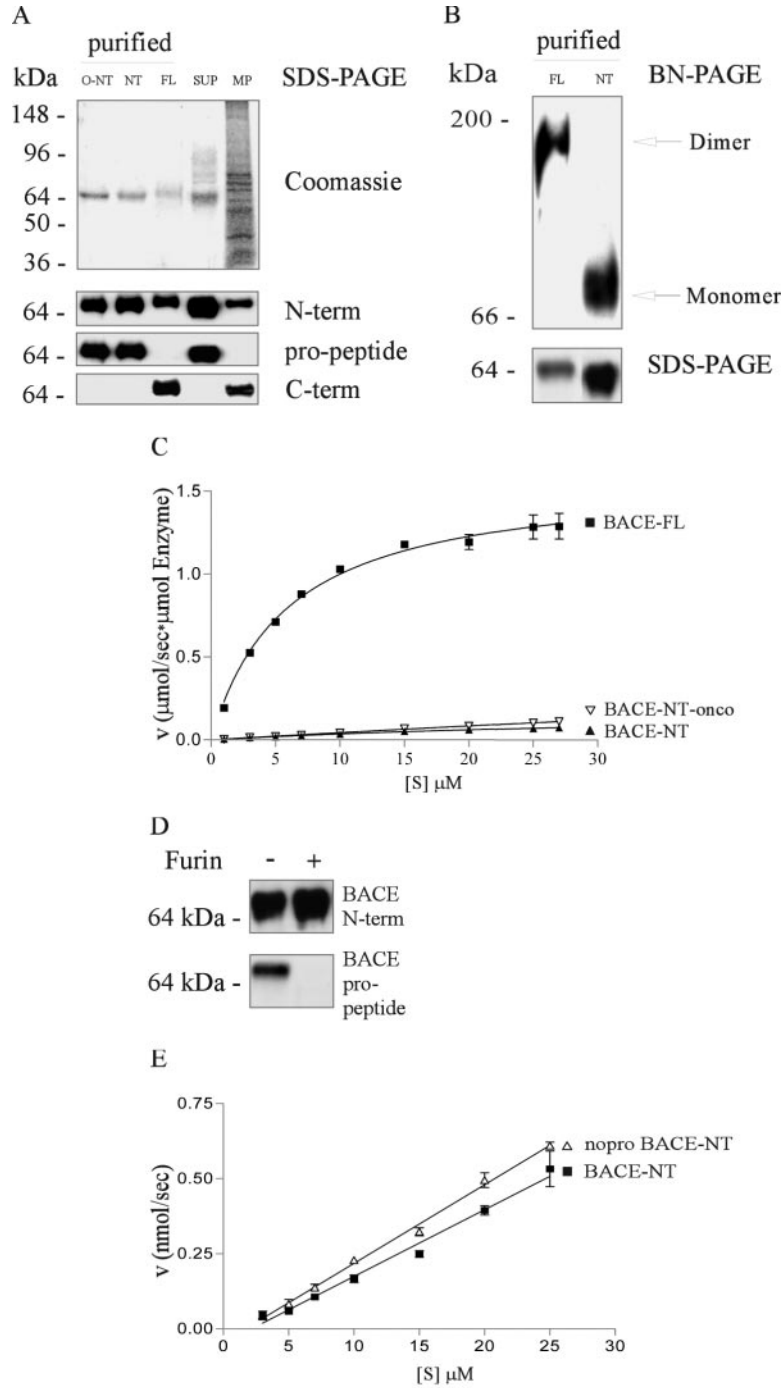 A
purified
kDa O-NT NT FL SUP MP SDS-PAGE
148 -
96 -
64 -
50 -
36 -
Coomassie
64 - N-term
64 - pro-peptide
64 - C-term
B
purified
kDa FL NT BN-PAGE
200 -
Dimer
Monomer
66 -
64 - SDS-PAGE
C
v (μmol/sec*μmol Enzyme)
1.5
1.0
0.5
0.0
0 5 10 15 20 25 30
[S] μM
■ BACE-FL
▽ BACE-NT-onco
▲ BACE-NT
D
Furin - +
64 kDa - BACE
N-term
64 kDa - BACE
pro-
peptide
E
v (nmol/sec)
0.75
0.50
0.25
0.00
0 5 10 15 20 25 30
[S] μM
△ nopro BACE-NT
■ BACE-NT